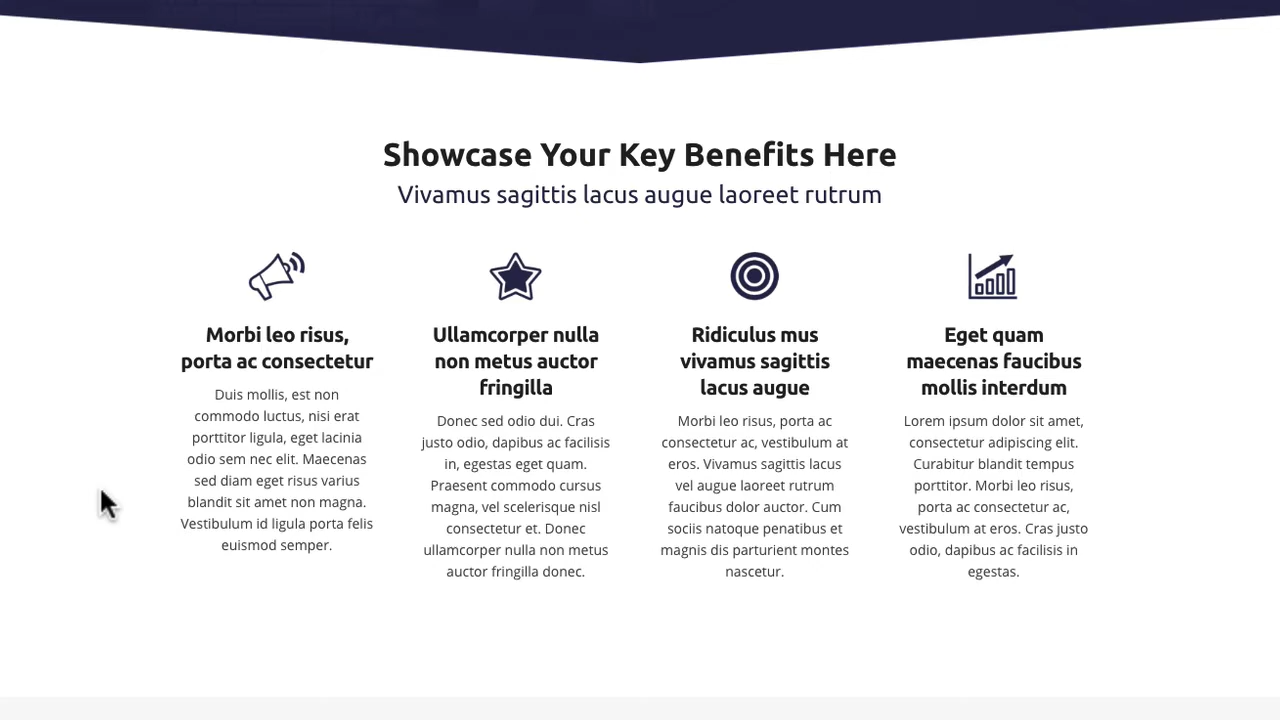 Showcase Your Key Benefits Here
Vivamus sagittis lacus augue laoreet rutrum
Morbi leo risus,
porta ac consectetur
Duis mollis, est non
commodo luctus, nisi erat
porttitor ligula, eget lacinia
odio sem nec elit. Maecenas
sed diam eget risus varius
blandit sit amet non magna.
Vestibulum id ligula porta felis
euismod semper.
Ullamcorper nulla
non metus auctor
fringilla
Donec sed odio dui. Cras
justo odio, dapibus ac facilisis
in, egestas eget quam.
Praesent commodo cursus
magna, vel scelerisque nisl
consectetur et. Donec
ullamcorper nulla non metus
auctor fringilla donec.
Ridiculus mus
vivamus sagittis
lacus augue
Morbi leo risus, porta ac
consectetur ac, vestibulum at
eros. Vivamus sagittis lacus
vel augue laoreet rutrum
faucibus dolor auctor. Cum
sociis natoque penatibus et
magnis dis parturient montes
nascetur.
Eget quam
maecenas faucibus
mollis interdum
Lorem ipsum dolor sit amet,
consectetur adipiscing elit.
Curabitur blandit tempus
porttitor. Morbi leo risus,
porta ac consectetur ac,
vestibulum at eros. Cras justo
odio, dapibus ac facilisis in
egestas.